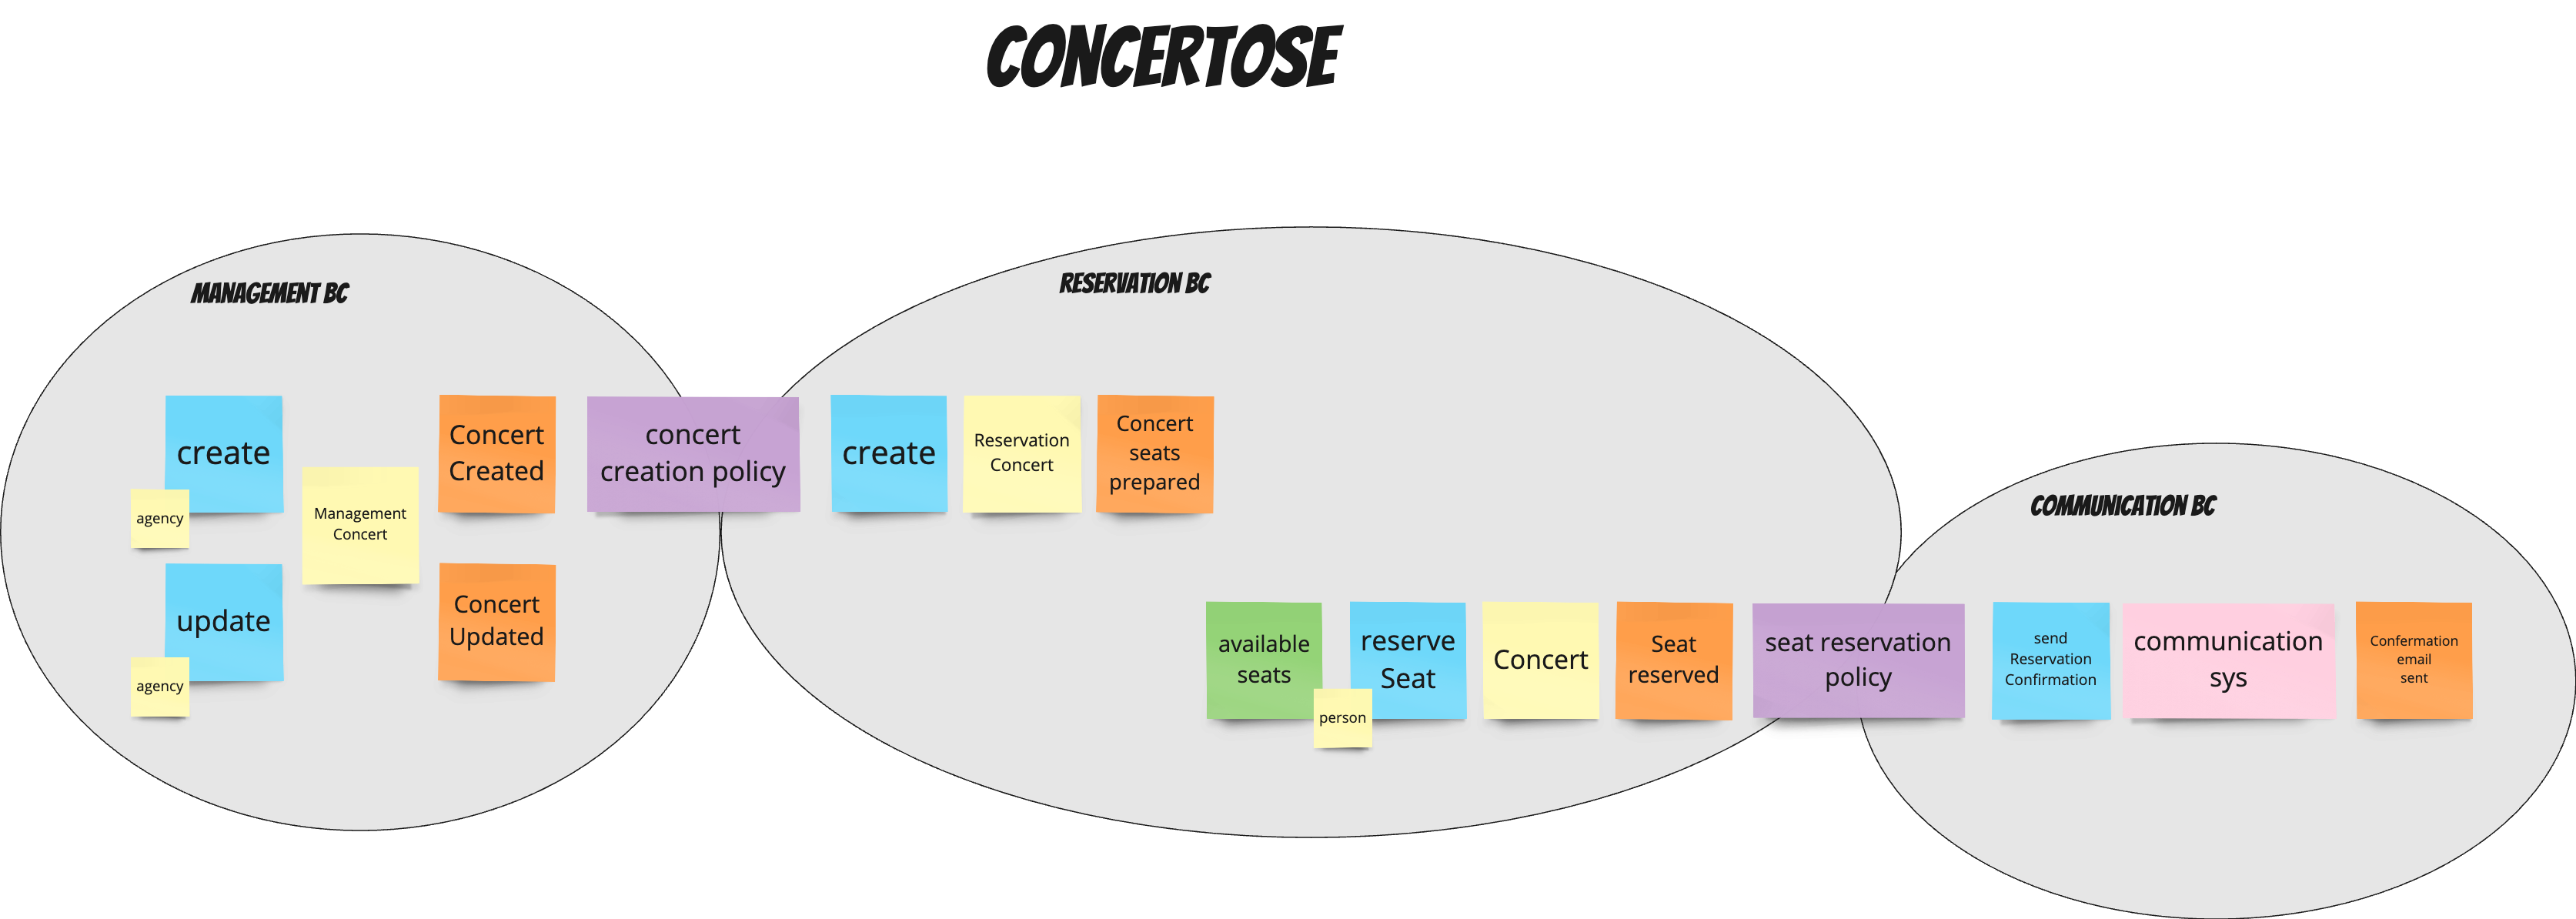 CONCERTOSE
MANAGEMENT BC
create
agency
Management
Concert
Concert
Created
update
agency
Concert
Updated
concert
creation policy
RESERVATION BC
create
Reservation
Concert
Concert
seats
prepared
available
seats
person
reserve
Seat
Concert
Seat
reserved
seat reservation
policy
COMMUNICATION BC
send
Reservation
Confirmation
communication
sys
Confermation
email
sent